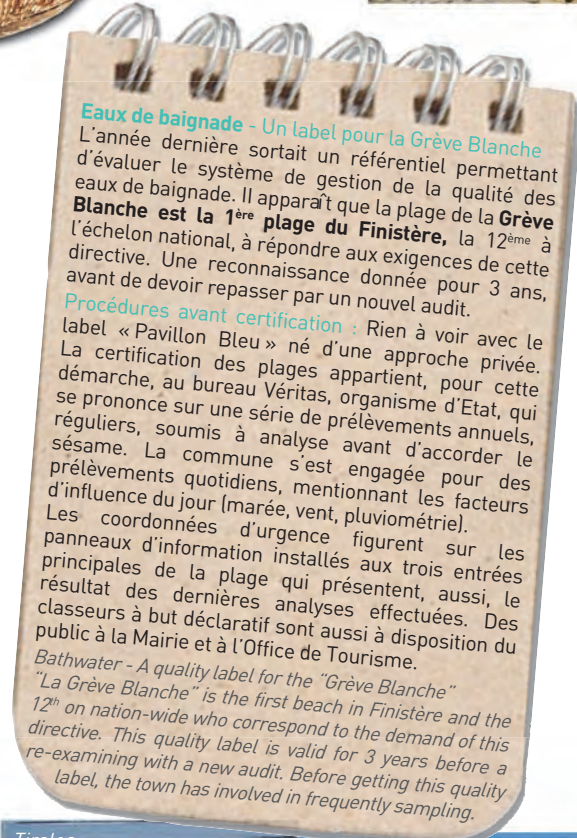 Eaux de baignade - Un label pour la Grève Blanche
L'année dernière sortait un référentiel permettant
d'évaluer le système de gestion de la qualité des
eaux de baignade. Il apparaît que la plage de la Grève
Blanche est la 1ère plage du Finistère, la 12ème à
l'échelon national, à répondre aux exigences de cette
directive. Une reconnaissance donnée pour 3 ans,
avant de devoir repasser par un nouvel audit.
Procédures avant certification : Rien à voir avec le
label « Pavillon Bleu » né d'une approche privée.
La certification des plages appartient, pour cette
démarche, au bureau Véritas, organisme d'Etat, qui
se prononce sur une série de prélèvements annuels,
réguliers, soumis à analyse avant d'accorder le
sésame. La commune s'est engagée pour des
prélèvements quotidiens, mentionnant les facteurs
d'influence du jour (marée, vent, pluviométrie).
Les coordonnées d'urgence figurent sur les
panneaux d'information installés aux trois entrées
principales de la plage qui présentent, aussi, le
résultat des dernières analyses effectuées. Des
classeurs à but déclaratif sont aussi à disposition du
public à la Mairie et à l'Office de Tourisme.
Bathwater - A quality label for the "Grève Blanche"
"La Grève Blanche" is the first beach in Finistère and the
12th on nation-wide who correspond to the demand of this
directive. This quality label is valid for 3 years before a
re-examining with a new audit. Before getting this quality
label, the town has involved in frequently sampling.